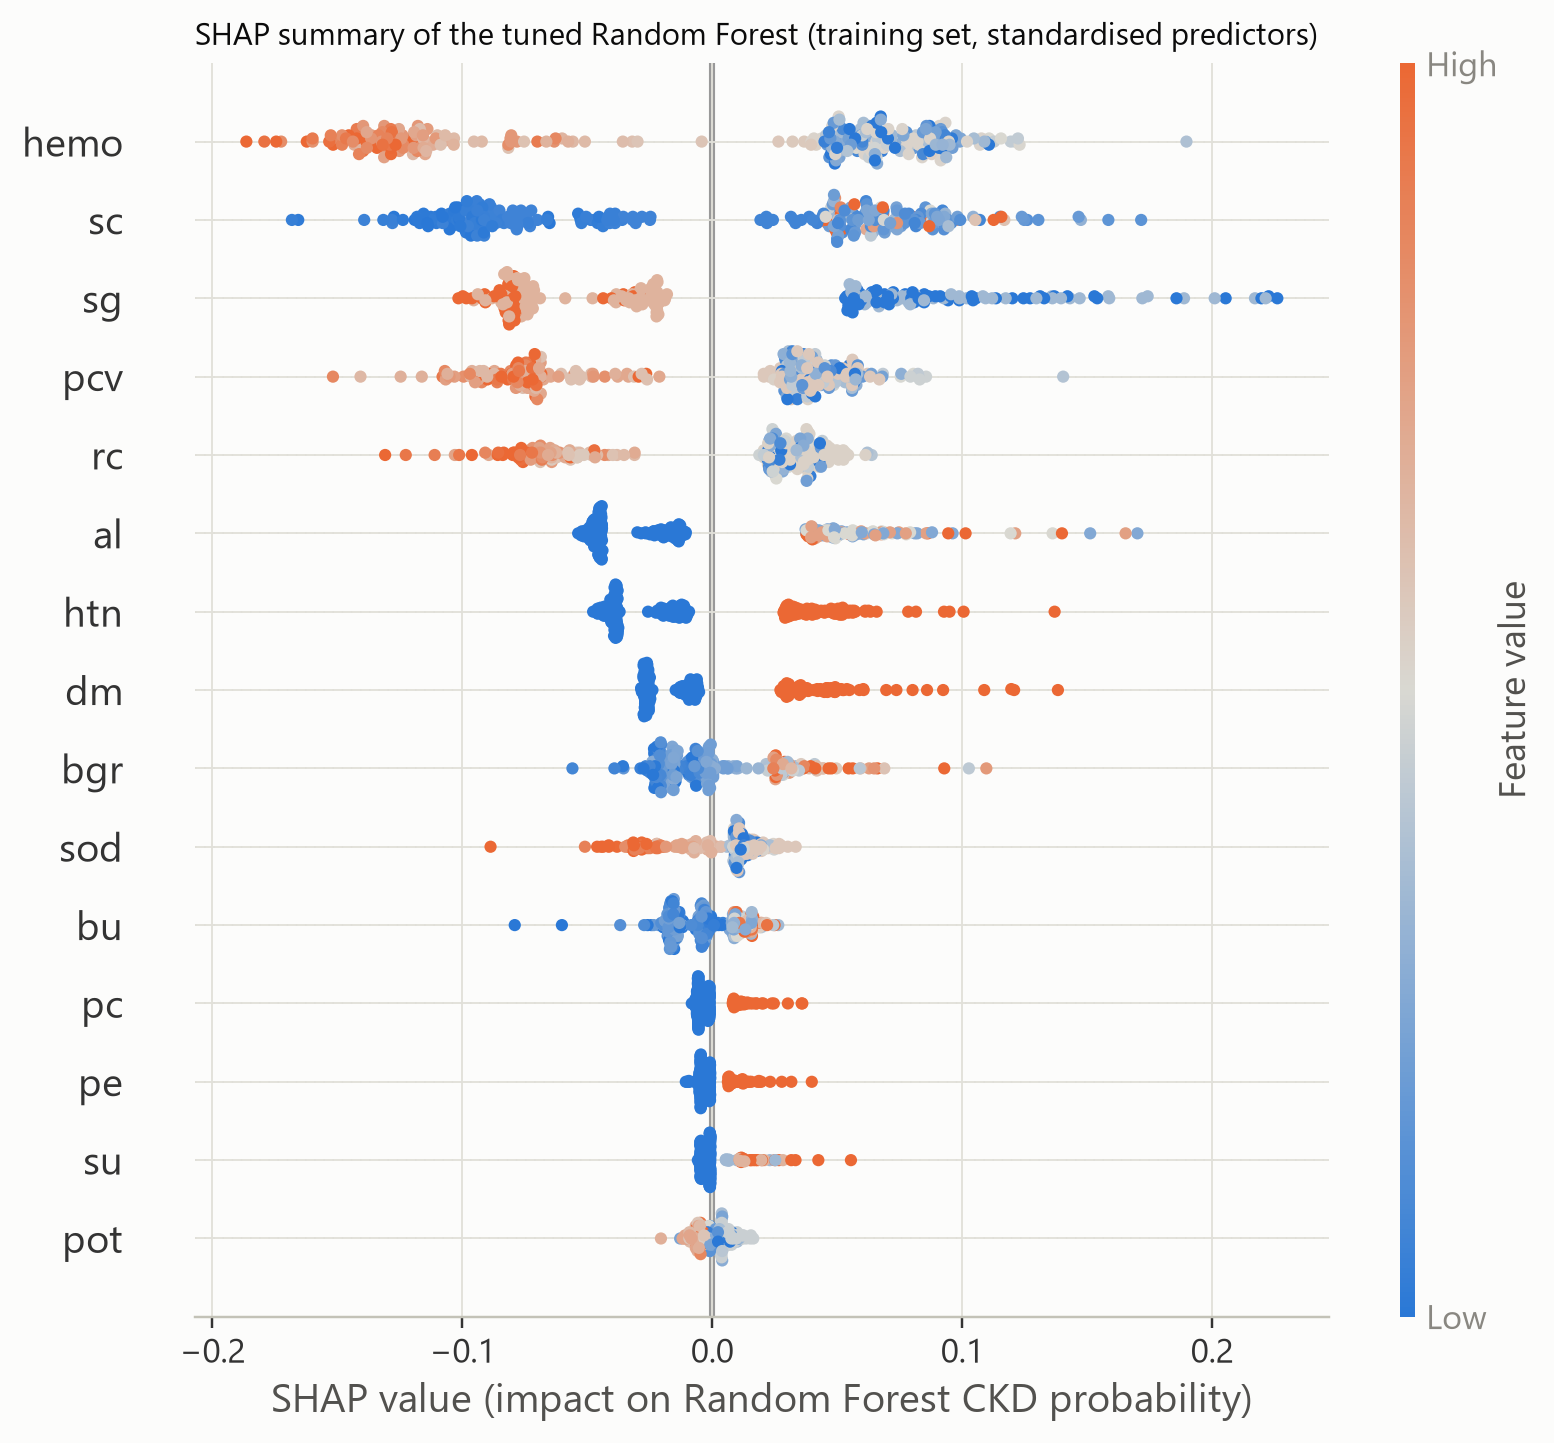 SHAP summary of the tuned Random Forest (training set, standardised predictors)
High
hemo
sc
sg
pcv
rc
al
htn
dm
bgr
sod
bu
pc
pe
su
pot
Feature value
Low
−0.2 −0.1 0.0 0.1 0.2
SHAP value (impact on Random Forest CKD probability)